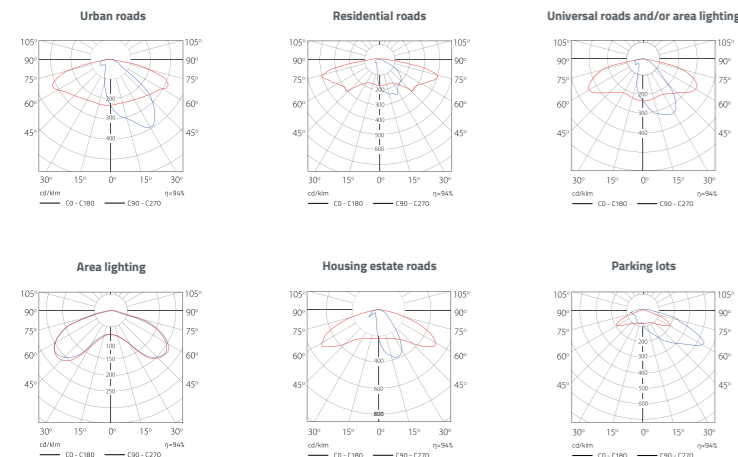 Urban roads
105° 105°
90° 90°
75° 75°
60° 60°
45° 45°
200
300
400
30° 15° 0° 15° 30°
cd/klm η=94%
C0 - C180 C90 - C270
Residential roads
105° 105°
90° 90°
75° 75°
60° 60°
45° 45°
200
300
400
500
600
30° 15° 0° 15° 30°
cd/klm η=94%
C0 - C180 C90 - C270
Universal roads and/or area lighting
105° 105°
90° 90°
75° 75°
60° 60°
45° 45°
200
300
400
30° 15° 0° 15° 30°
cd/klm η=94%
C0 - C180 C90 - C270
Area lighting
105° 105°
90° 90°
75° 75°
60° 60°
45° 45°
100
150
200
250
30° 15° 0° 15° 30°
cd/klm η=94%
C0 - C180 C90 - C270
Housing estate roads
105° 105°
90° 90°
75° 75°
60° 60°
45° 45°
400
600
800
30° 15° 0° 15° 30°
cd/klm η=94%
C0 - C180 C90 - C270
Parking lots
105° 105°
90° 90°
75° 75°
60° 60°
45° 45°
200
300
400
500
600
30° 15° 0° 15° 30°
cd/klm η=94%
C0 - C180 C90 - C270